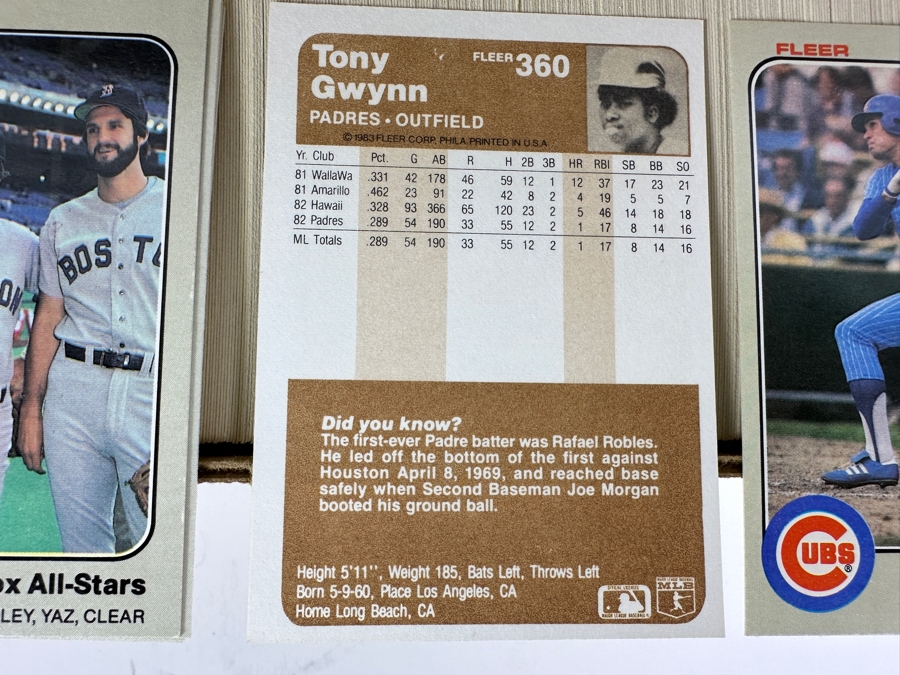 BOSTO
ON
ox All-Stars
LEY, YAZ, CLEAR
Tony
Gwynn
FLEER 360
PADRES • OUTFIELD
© 1983 FLEER CORP. PHILA. PRINTED IN U.S.A.
Yr. Club Pct. G AB R H 2B 3B HR RBI SB BB SO
81 WallaWa .331 42 178 46 59 12 1 12 37 17 23 21
81 Amarillo .462 23 91 22 42 8 2 4 19 5 5 7
82 Hawaii .328 93 366 65 120 23 2 5 46 14 18 18
82 Padres .289 54 190 33 55 12 2 1 17 8 14 16
ML Totals .289 54 190 33 55 12 2 1 17 8 14 16
Did you know?
The first-ever Padre batter was Rafael Robles.
He led off the bottom of the first against
Houston April 8, 1969, and reached base
safely when Second Baseman Joe Morgan
booted his ground ball.
Height 5'11'', Weight 185, Bats Left, Throws Left
Born 5-9-60, Place Los Angeles, CA
Home Long Beach, CA
MLB
FLEER
CUBS®